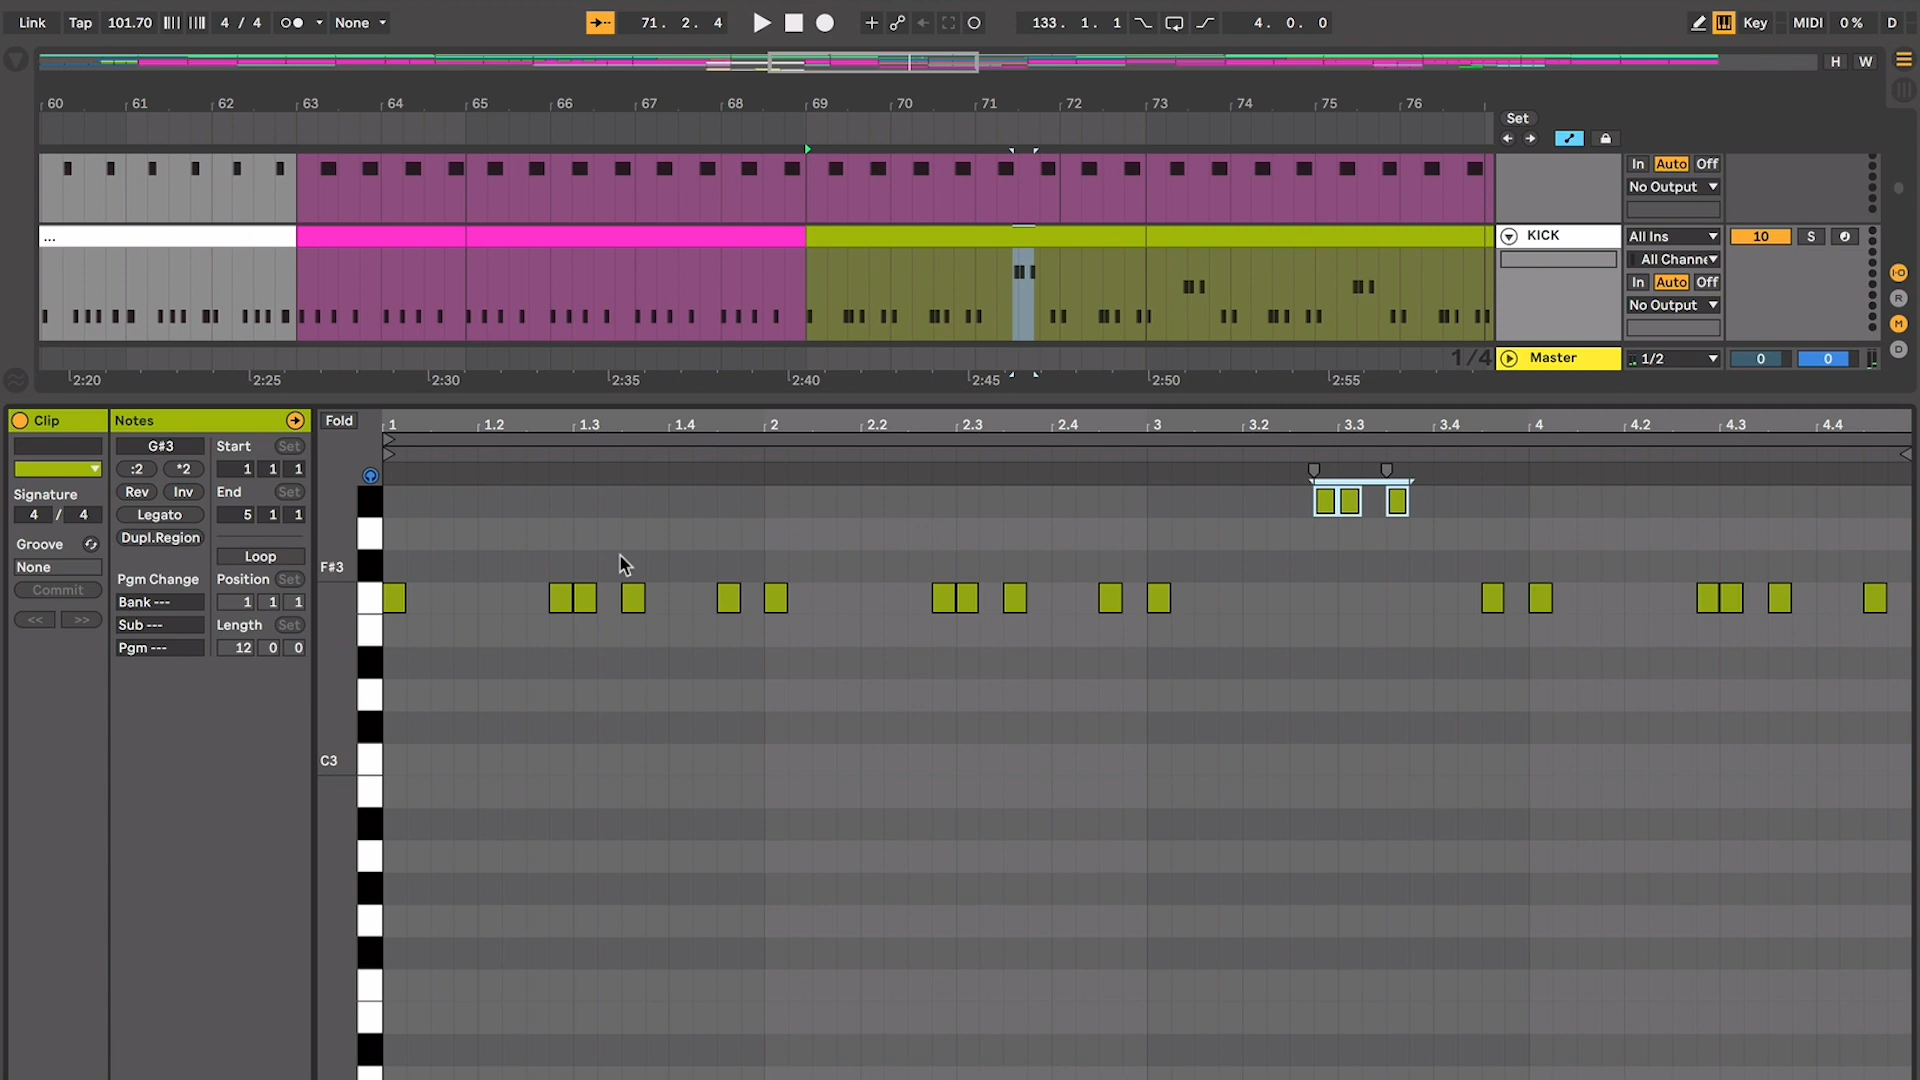 Link Tap 101.70 4 / 4 None 71. 2. 4 133. 1. 1 4. 0. 0 Key MIDI 0 % D
H W
60 61 62 63 64 65 66 67 68 69 70 71 72 73 74 75 76
Set
In Auto Off
No Output
... KICK All Ins 10 S
All Channe
In Auto Off
No Output
I·O
R
M
D
1/4 Master 1/2 0 0
2:20 2:25 2:30 2:35 2:40 2:45 2:50 2:55
Clip Notes Fold 1 1.2 1.3 1.4 2 2.2 2.3 2.4 3 3.2 3.3 3.4 4 4.2 4.3 4.4
G#3 Start Set
:2 *2 1 1 1
Signature Rev Inv End Set
4 / 4 Legato 5 1 1
Groove Dupl.Region
None Loop F#3
Commit Pgm Change Position Set
Bank --- 1 1 1
<< >> Sub --- Length Set
Pgm --- 12 0 0
C3